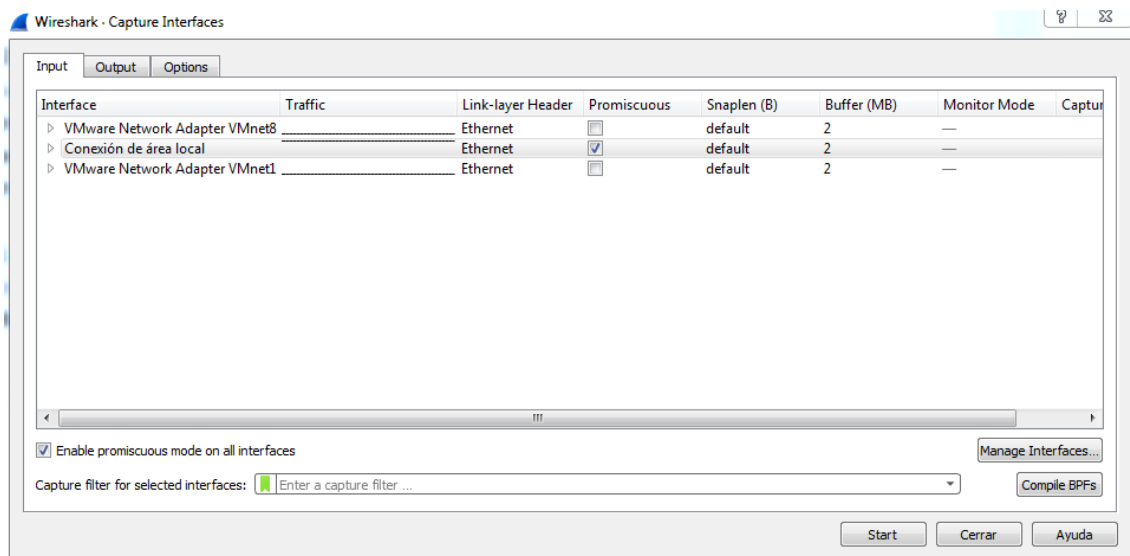 Wireshark · Capture Interfaces
Input Output Options
Interface Traffic Link-layer Header Promiscuous Snaplen (B) Buffer (MB) Monitor Mode Captur
VMware Network Adapter VMnet8 Ethernet default 2 —
Conexión de área local Ethernet default 2 —
VMware Network Adapter VMnet1 Ethernet default 2 —
Enable promiscuous mode on all interfaces Manage Interfaces...
Capture filter for selected interfaces: Enter a capture filter ... Compile BPFs
Start Cerrar Ayuda